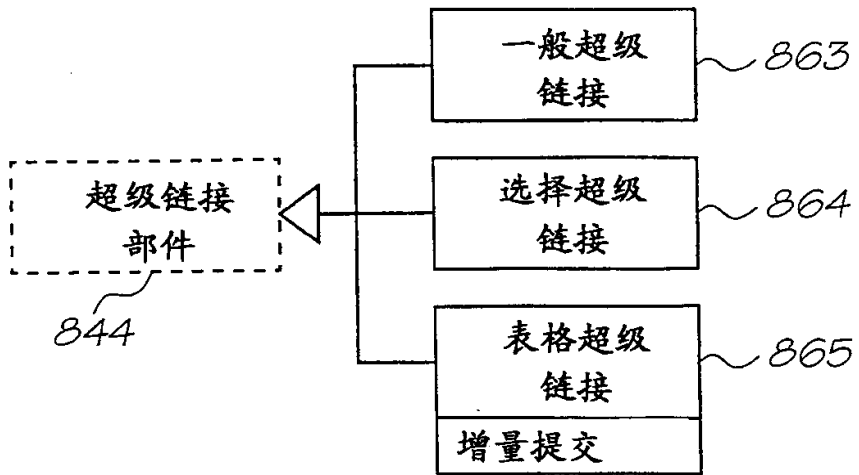 一般超级
链接
863
超级链接
部件
844
选择超级
链接
864
表格超级
链接
865
增量提交